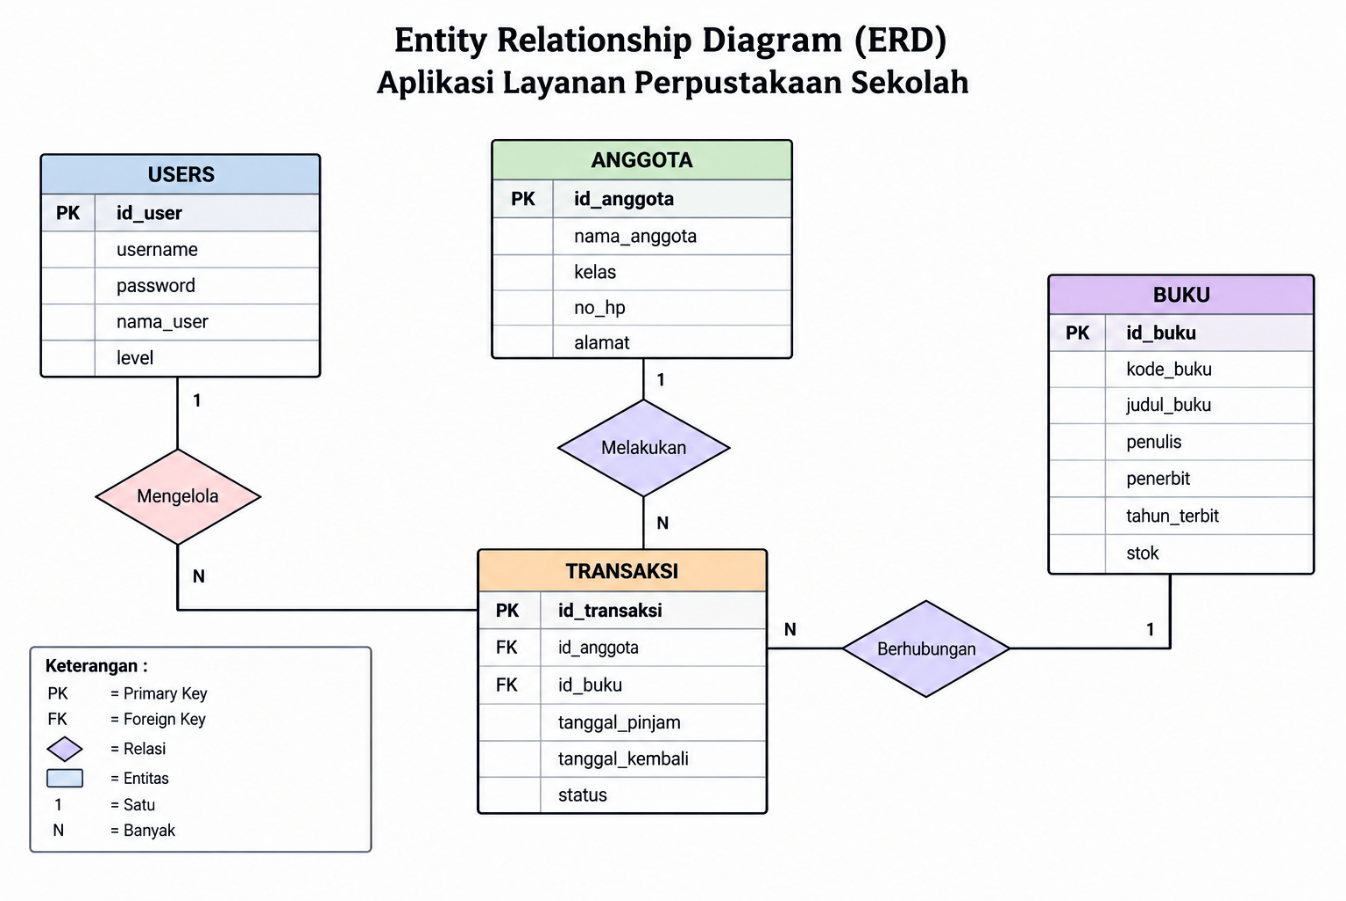 Entity Relationship Diagram (ERD)
Aplikasi Layanan Perpustakaan Sekolah
USERS
PK id_user
username
password
nama_user
level
1
Mengelola
N
ANGGOTA
PK id_anggota
nama_anggota
kelas
no_hp
alamat
1
Melakukan
N
BUKU
PK id_buku
kode_buku
judul_buku
penulis
penerbit
tahun_terbit
stok
1
Berhubungan
N
TRANSAKSI
PK id_transaksi
FK id_anggota
FK id_buku
tanggal_pinjam
tanggal_kembali
status
Keterangan :
PK = Primary Key
FK = Foreign Key
= Relasi
= Entitas
1 = Satu
N = Banyak